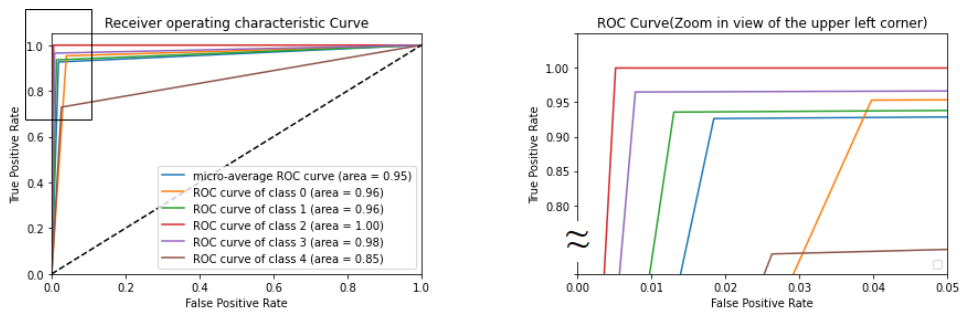 Receiver operating characteristic Curve
1.0
0.8
0.6
0.4
0.2
0.0
True Positive Rate
micro-average ROC curve (area = 0.95)
ROC curve of class 0 (area = 0.96)
ROC curve of class 1 (area = 0.96)
ROC curve of class 2 (area = 1.00)
ROC curve of class 3 (area = 0.98)
ROC curve of class 4 (area = 0.85)
0.0 0.2 0.4 0.6 0.8 1.0
False Positive Rate
ROC Curve(Zoom in view of the upper left corner)
1.00
0.95
0.90
0.85
0.80
True Positive Rate
0.00 0.01 0.02 0.03 0.04 0.05
False Positive Rate